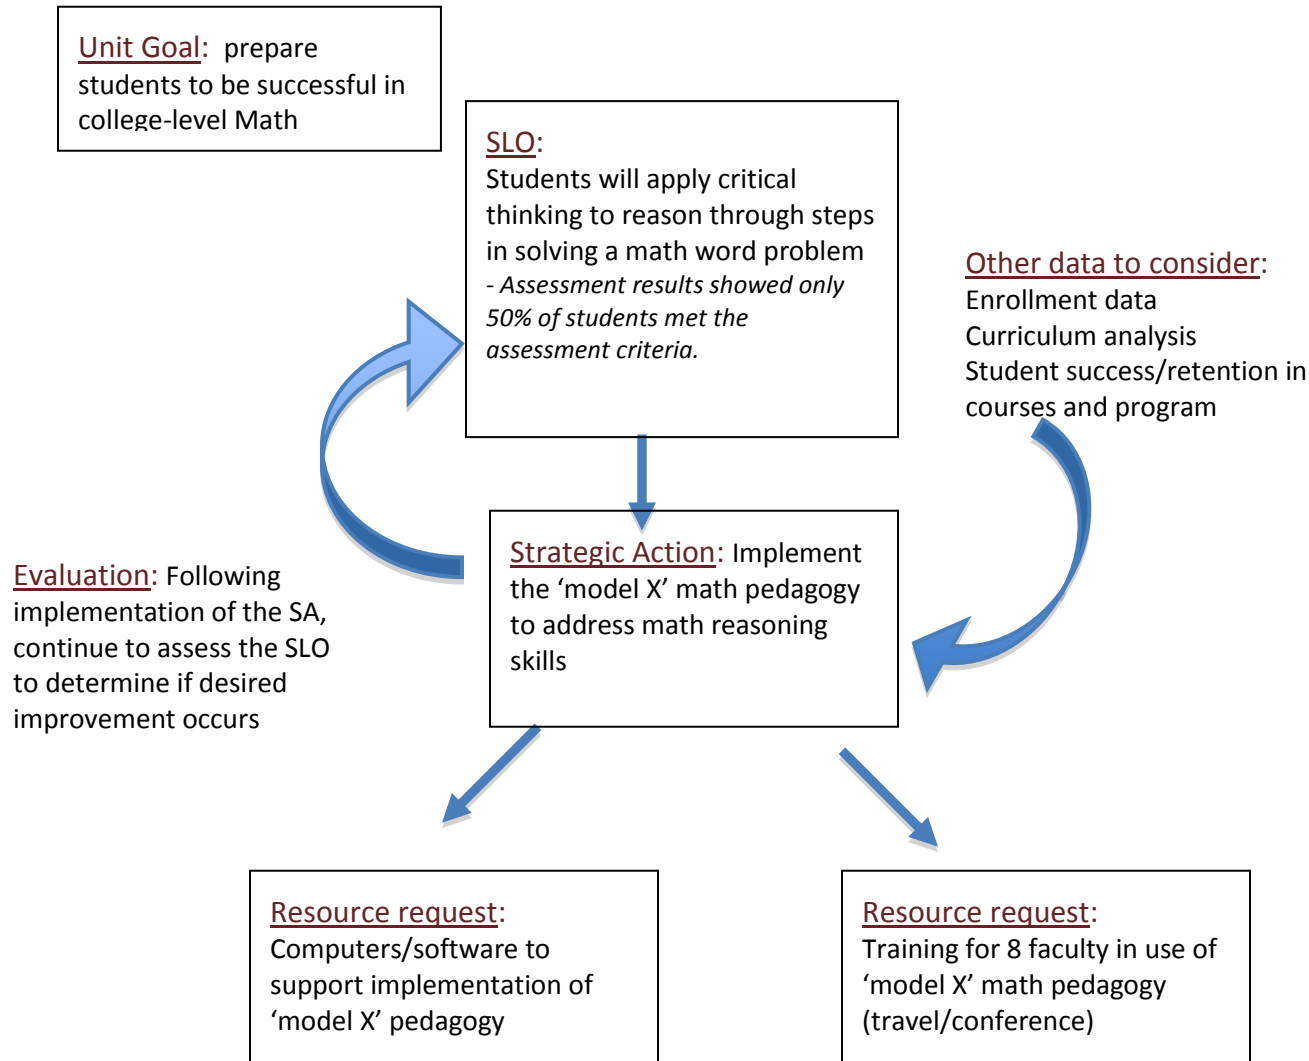 Unit Goal:  prepare
students to be successful in
college-level Math
SLO:
Students will apply critical
thinking to reason through steps
in solving a math word problem
- Assessment results showed only
50% of students met the
assessment criteria.
Other data to consider:
Enrollment data
Curriculum analysis
Student success/retention in
courses and program
Strategic Action: Implement
the ‘model X’ math pedagogy
to address math reasoning
skills
Evaluation: Following
implementation of the SA,
continue to assess the SLO
to determine if desired
improvement occurs
Resource request:
Computers/software to
support implementation of
‘model X’ pedagogy
Resource request:
Training for 8 faculty in use of
‘model X’ math pedagogy
(travel/conference)